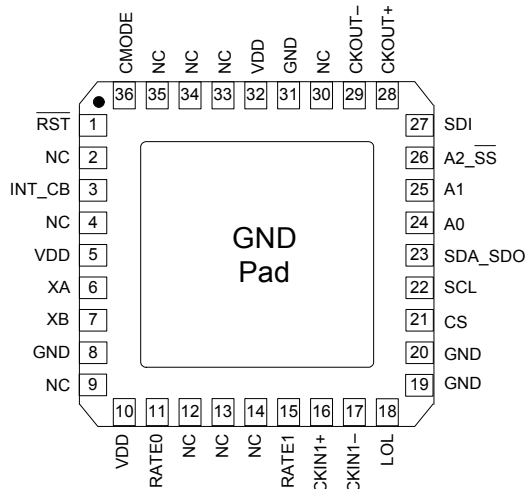 CMODE
NC
NC
NC
VDD
GND
NC
CKOUT–
CKOUT+
36 35 34 33 32 31 30 29 28
R̅S̅T̅ 1
NC 2
INT_CB 3
NC 4
VDD 5
XA 6
XB 7
GND 8
NC 9
GND
Pad
27 SDI
26 A2_S̅S̅
25 A1
24 A0
23 SDA_SDO
22 SCL
21 CS
20 GND
19 GND
10 11 12 13 14 15 16 17 18
VDD
RATE0
NC
NC
NC
RATE1
CKIN1+
CKIN1–
LOL